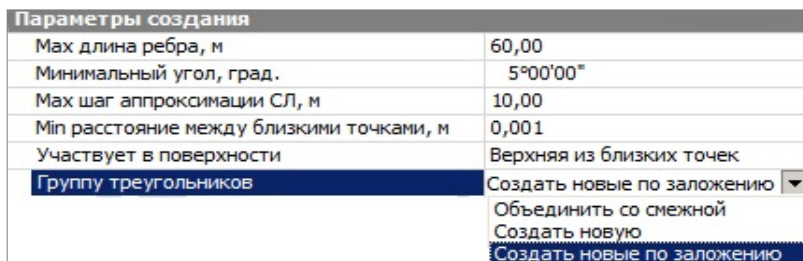 Параметры создания
Max длина ребра, м 60,00
Минимальный угол, град. 5°00'00"
Max шаг аппроксимации СЛ, м 10,00
Min расстояние между близкими точками, м 0,001
Участвует в поверхности Верхняя из близких точек
Группу треугольников Создать новые по заложению
Объединить со смежной
Создать новую
Создать новые по заложению